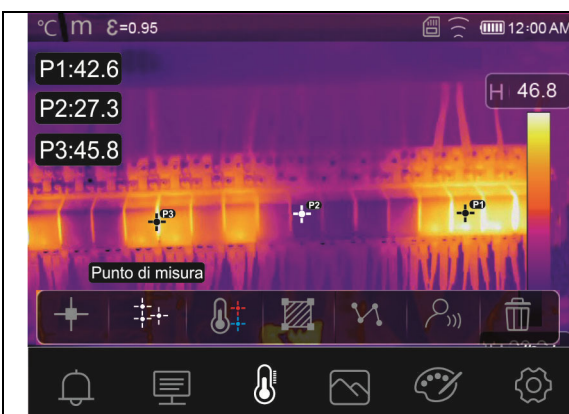 °C m ε=0.95 12:00 AM
P1:42.6
H 46.8
P2:27.3
P3:45.8
P3
P2
P1
Punto di misura